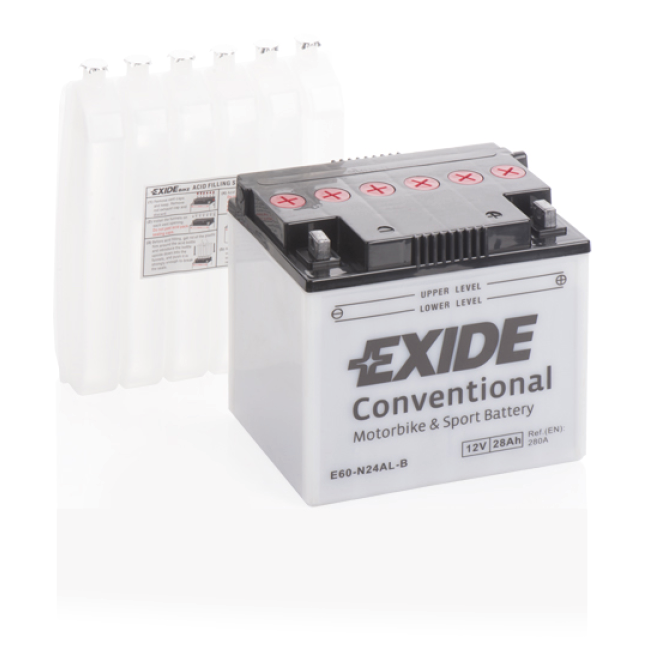 EXIDE BIKE ACID FILLING S
UPPER LEVEL
LOWER LEVEL
EXIDE
Conventional
Motorbike & Sport Battery
12V 28Ah Ref.(EN)
280A
E60-N24AL-B